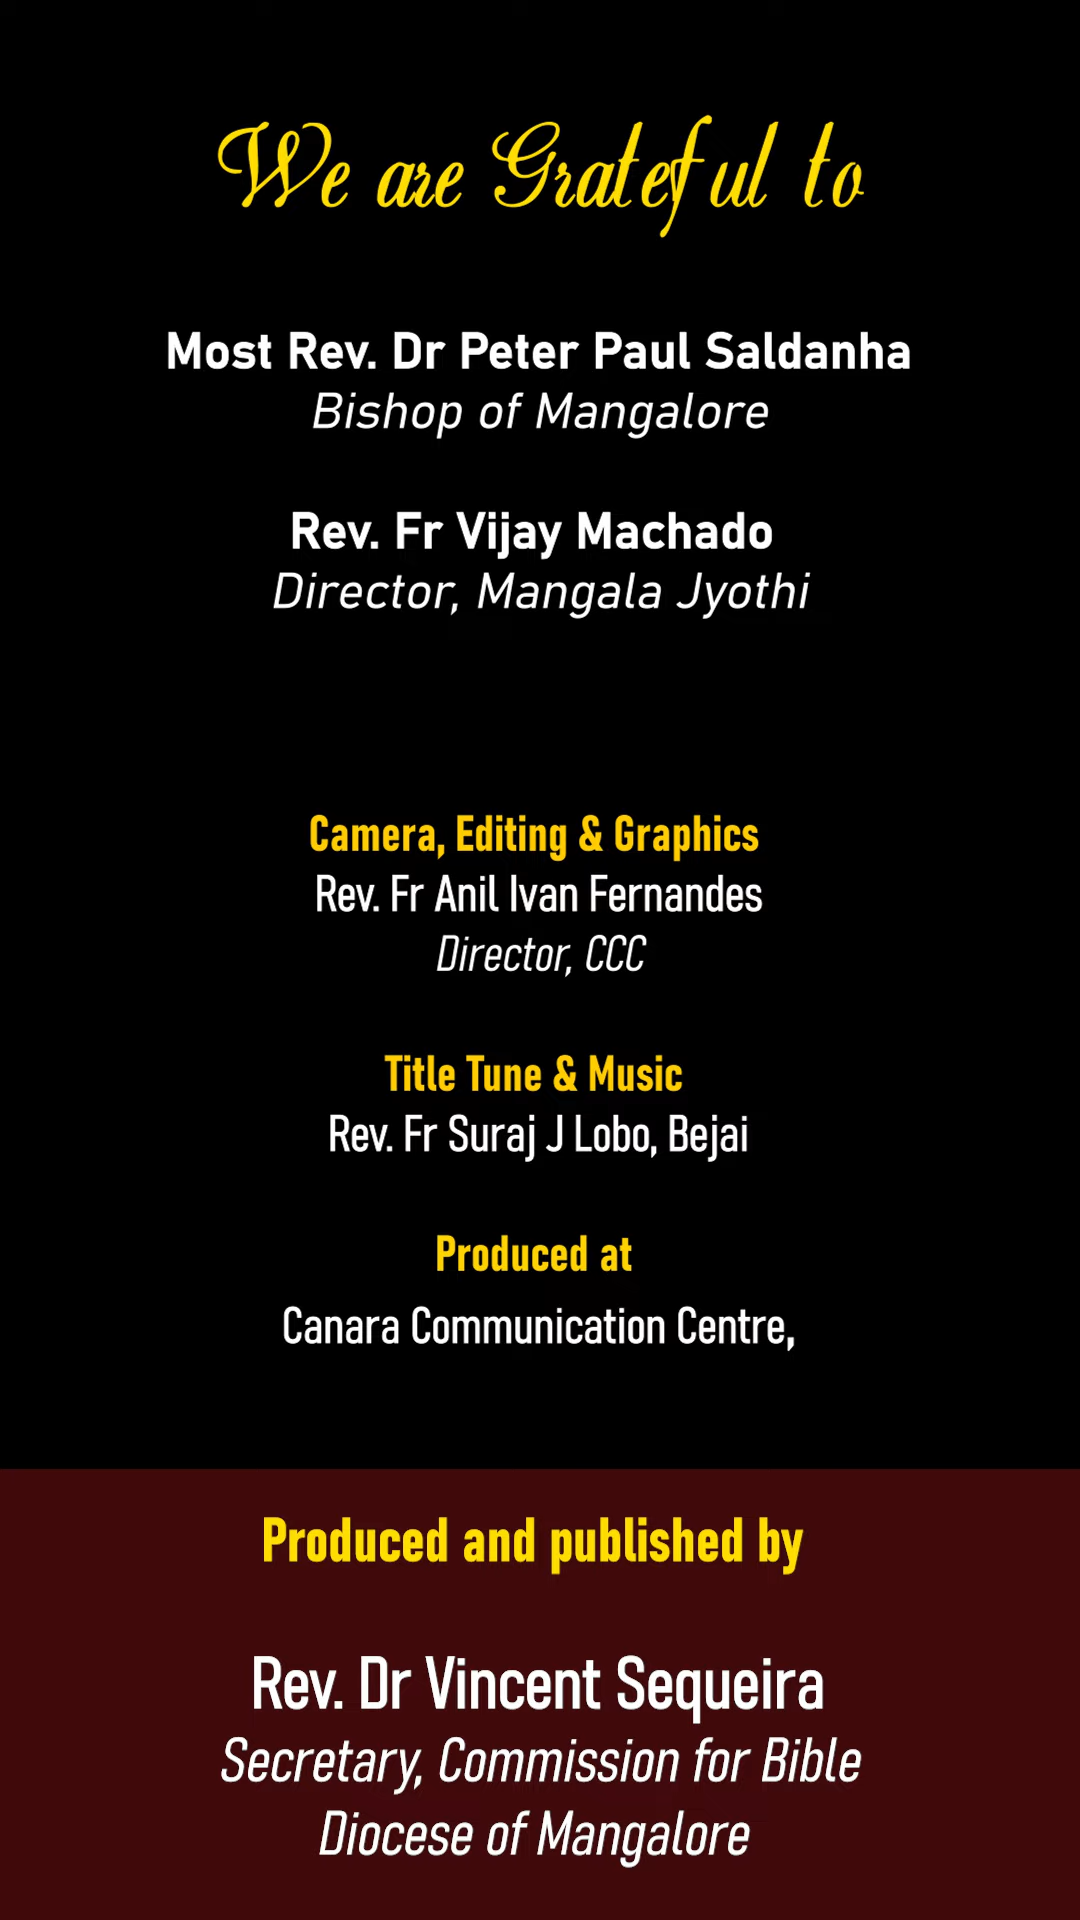 We are Grateful to
Most Rev. Dr Peter Paul Saldanha
Bishop of Mangalore
Rev. Fr Vijay Machado
Director, Mangala Jyothi
Camera, Editing & Graphics
Rev. Fr Anil Ivan Fernandes
Director, CCC
Title Tune & Music
Rev. Fr Suraj J Lobo, Bejai
Produced at
Canara Communication Centre,
Produced and published by
Rev. Dr Vincent Sequeira
Secretary, Commission for Bible
Diocese of Mangalore